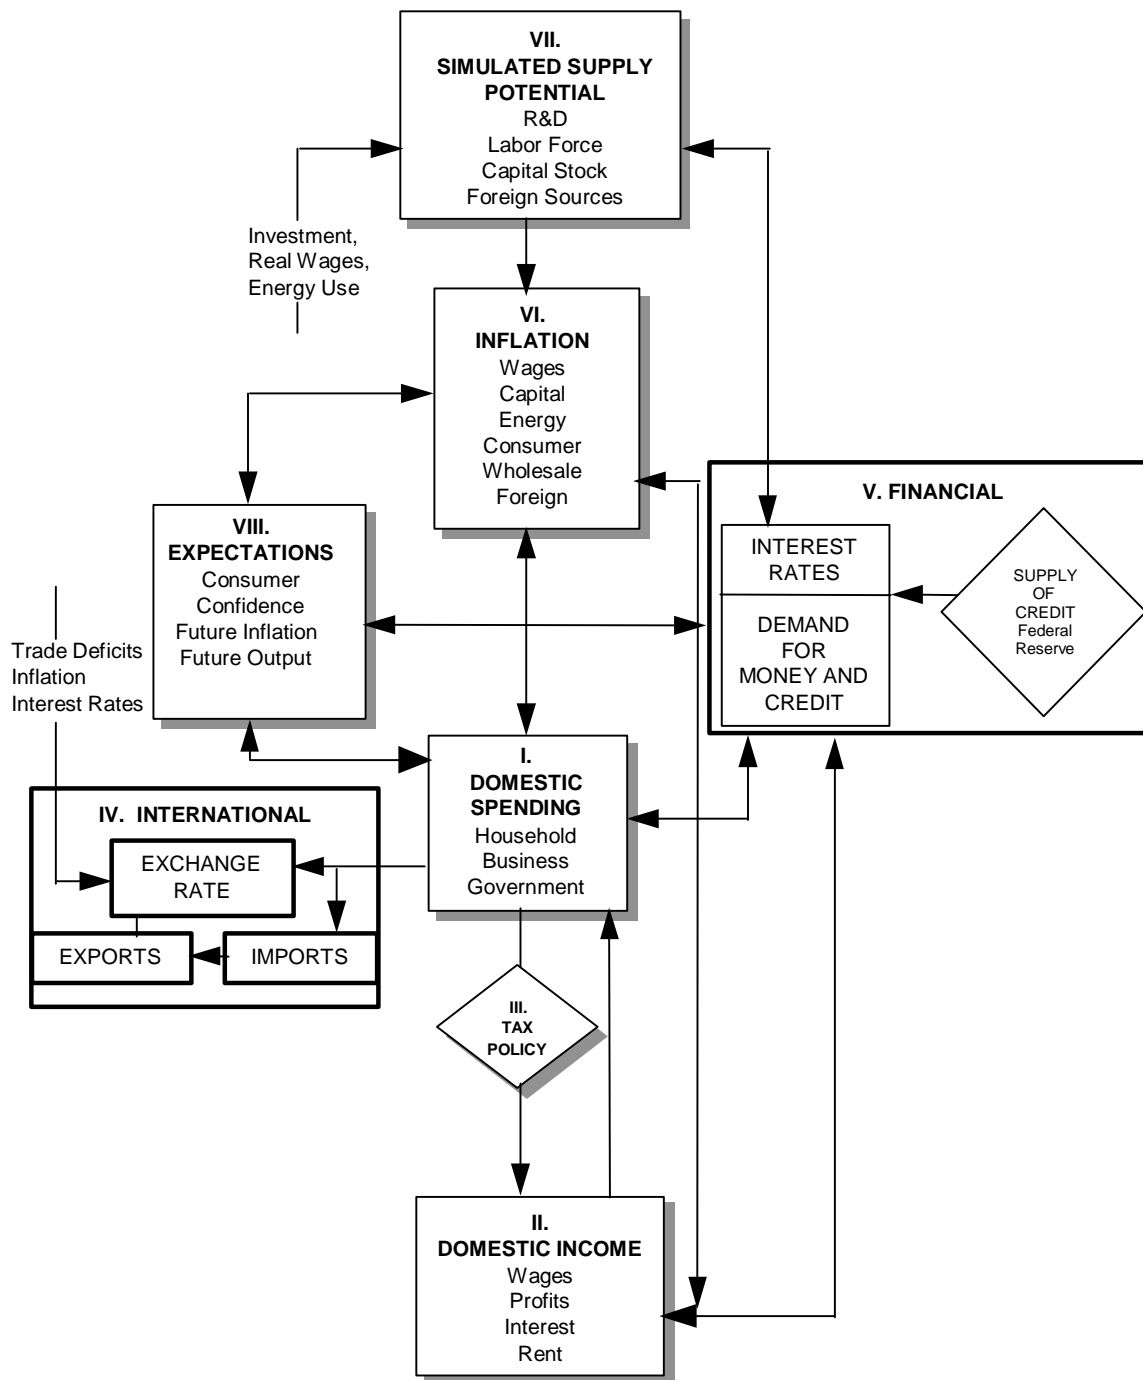 VII.
SIMULATED SUPPLY
POTENTIAL
R&D
Labor Force
Capital Stock
Foreign Sources
Investment,
Real Wages,
Energy Use
VI.
INFLATION
Wages
Capital
Energy
Consumer
Wholesale
Foreign
V. FINANCIAL
INTEREST
RATES
DEMAND
FOR
MONEY AND
CREDIT
SUPPLY
OF
CREDIT
Federal
Reserve
VIII.
EXPECTATIONS
Consumer
Confidence
Future Inflation
Future Output
Trade Deficits
Inflation
Interest Rates
I.
DOMESTIC
SPENDING
Household
Business
Government
IV. INTERNATIONAL
EXCHANGE
RATE
EXPORTS
IMPORTS
III.
TAX
POLICY
II.
DOMESTIC INCOME
Wages
Profits
Interest
Rent